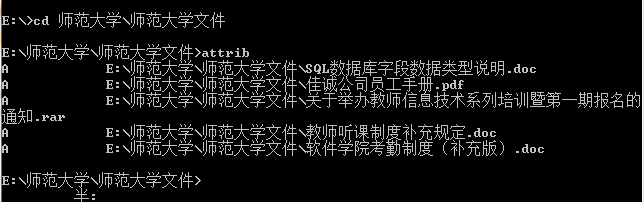 E:\>cd 师范大学\师范大学文件
E:\师范大学\师范大学文件>attrib
A          E:\师范大学\师范大学文件\SQL数据库字段数据类型说明.doc
A          E:\师范大学\师范大学文件\佳诚公司员工手册.pdf
A          E:\师范大学\师范大学文件\关于举办教师信息技术系列培训暨第一期报名的
通知.rar
A          E:\师范大学\师范大学文件\教师听课制度补充规定.doc
A          E:\师范大学\师范大学文件\软件学院考勤制度（补充版）.doc
E:\师范大学\师范大学文件>
半: